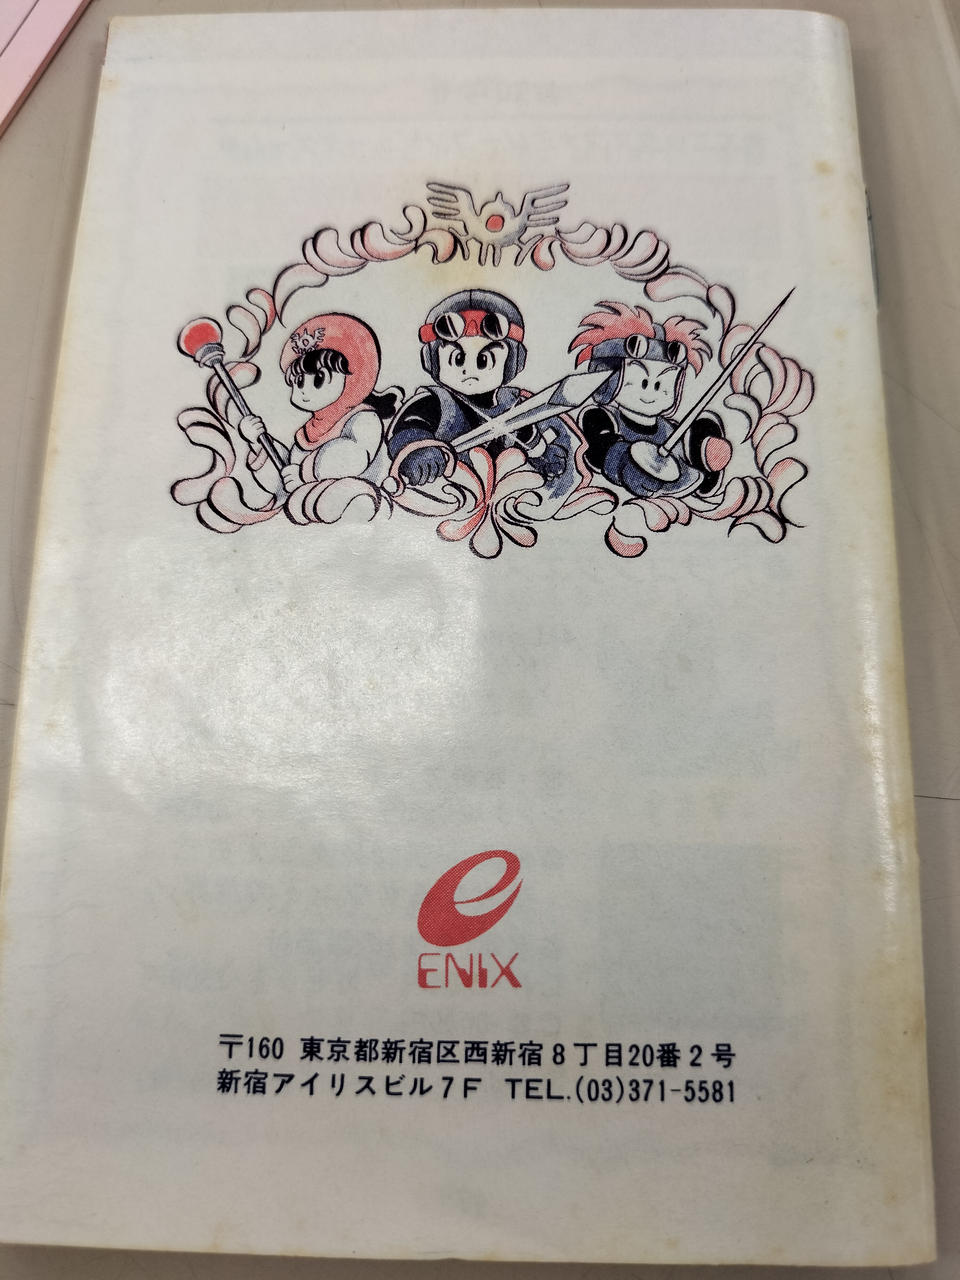 ENIX
〒160 東京都新宿区西新宿8丁目20番2号
新宿アイリスビル7F TEL.(03)371-5581